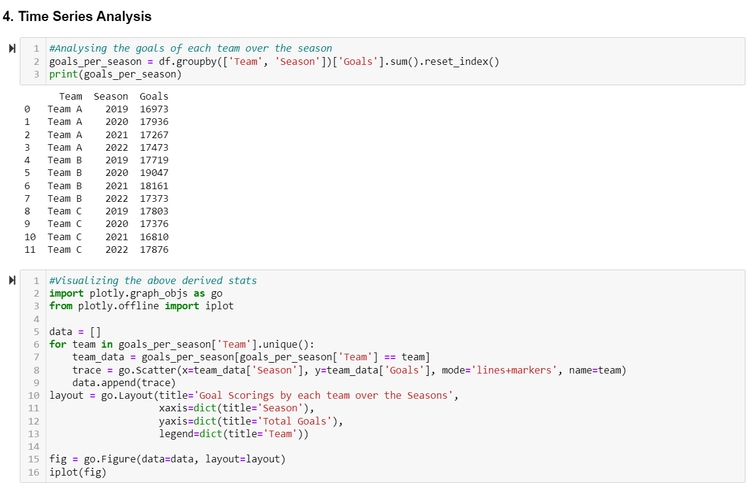 4. Time Series Analysis
1 #Analysing the goals of each team over the season
2 goals_per_season = df.groupby(['Team', 'Season'])['Goals'].sum().reset_index()
3 print(goals_per_season)
Team Season Goals
0 Team A 2019 16973
1 Team A 2020 17936
2 Team A 2021 17267
3 Team A 2022 17473
4 Team B 2019 17719
5 Team B 2020 19047
6 Team B 2021 18161
7 Team B 2022 17373
8 Team C 2019 17803
9 Team C 2020 17376
10 Team C 2021 16810
11 Team C 2022 17876
1 #Visualizing the above derived stats
2 import plotly.graph_objs as go
3 from plotly.offline import iplot
4
5 data = []
6 for team in goals_per_season['Team'].unique():
7     team_data = goals_per_season[goals_per_season['Team'] == team]
8     trace = go.Scatter(x=team_data['Season'], y=team_data['Goals'], mode='lines+markers', name=team)
9     data.append(trace)
10 layout = go.Layout(title='Goal Scorings by each team over the Seasons',
11                    xaxis=dict(title='Season'),
12                    yaxis=dict(title='Total Goals'),
13                    legend=dict(title='Team'))
14
15 fig = go.Figure(data=data, layout=layout)
16 iplot(fig)